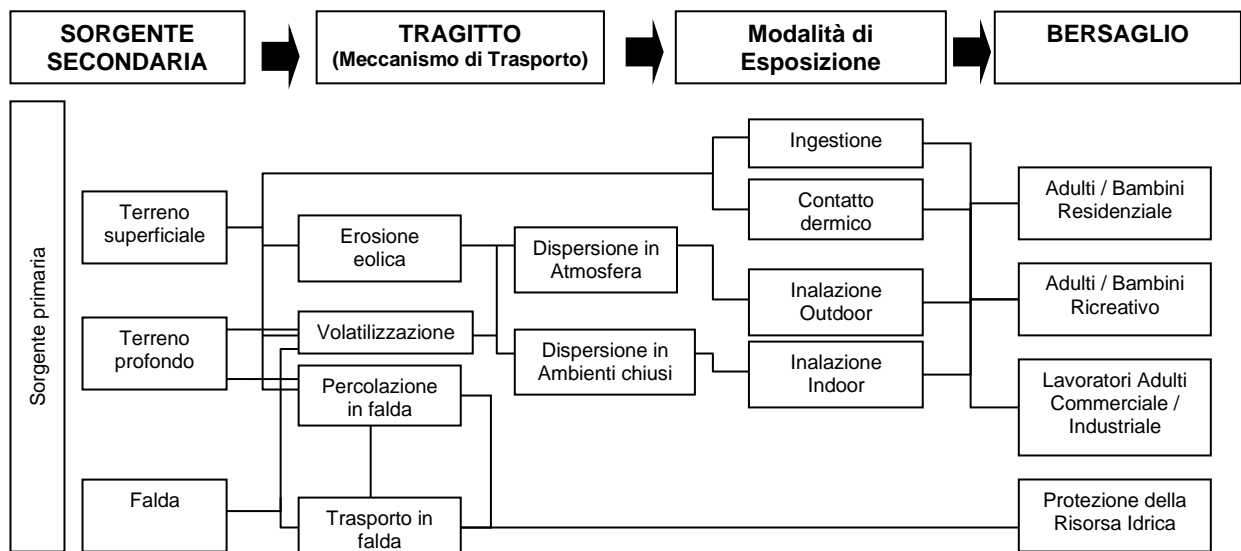 SORGENTE
SECONDARIA
TRAGITTO
(Meccanismo di Trasporto)
Modalità di
Esposizione
BERSAGLIO
Sorgente primaria
Terreno
superficiale
Terreno
profondo
Falda
Erosione
eolica
Volatilizzazione
Percolazione
in falda
Trasporto in
falda
Dispersione in
Atmosfera
Dispersione in
Ambienti chiusi
Ingestione
Contatto
dermico
Inalazione
Outdoor
Inalazione
Indoor
Adulti / Bambini
Residenziale
Adulti / Bambini
Ricreativo
Lavoratori Adulti
Commerciale /
Industriale
Protezione della
Risorsa Idrica